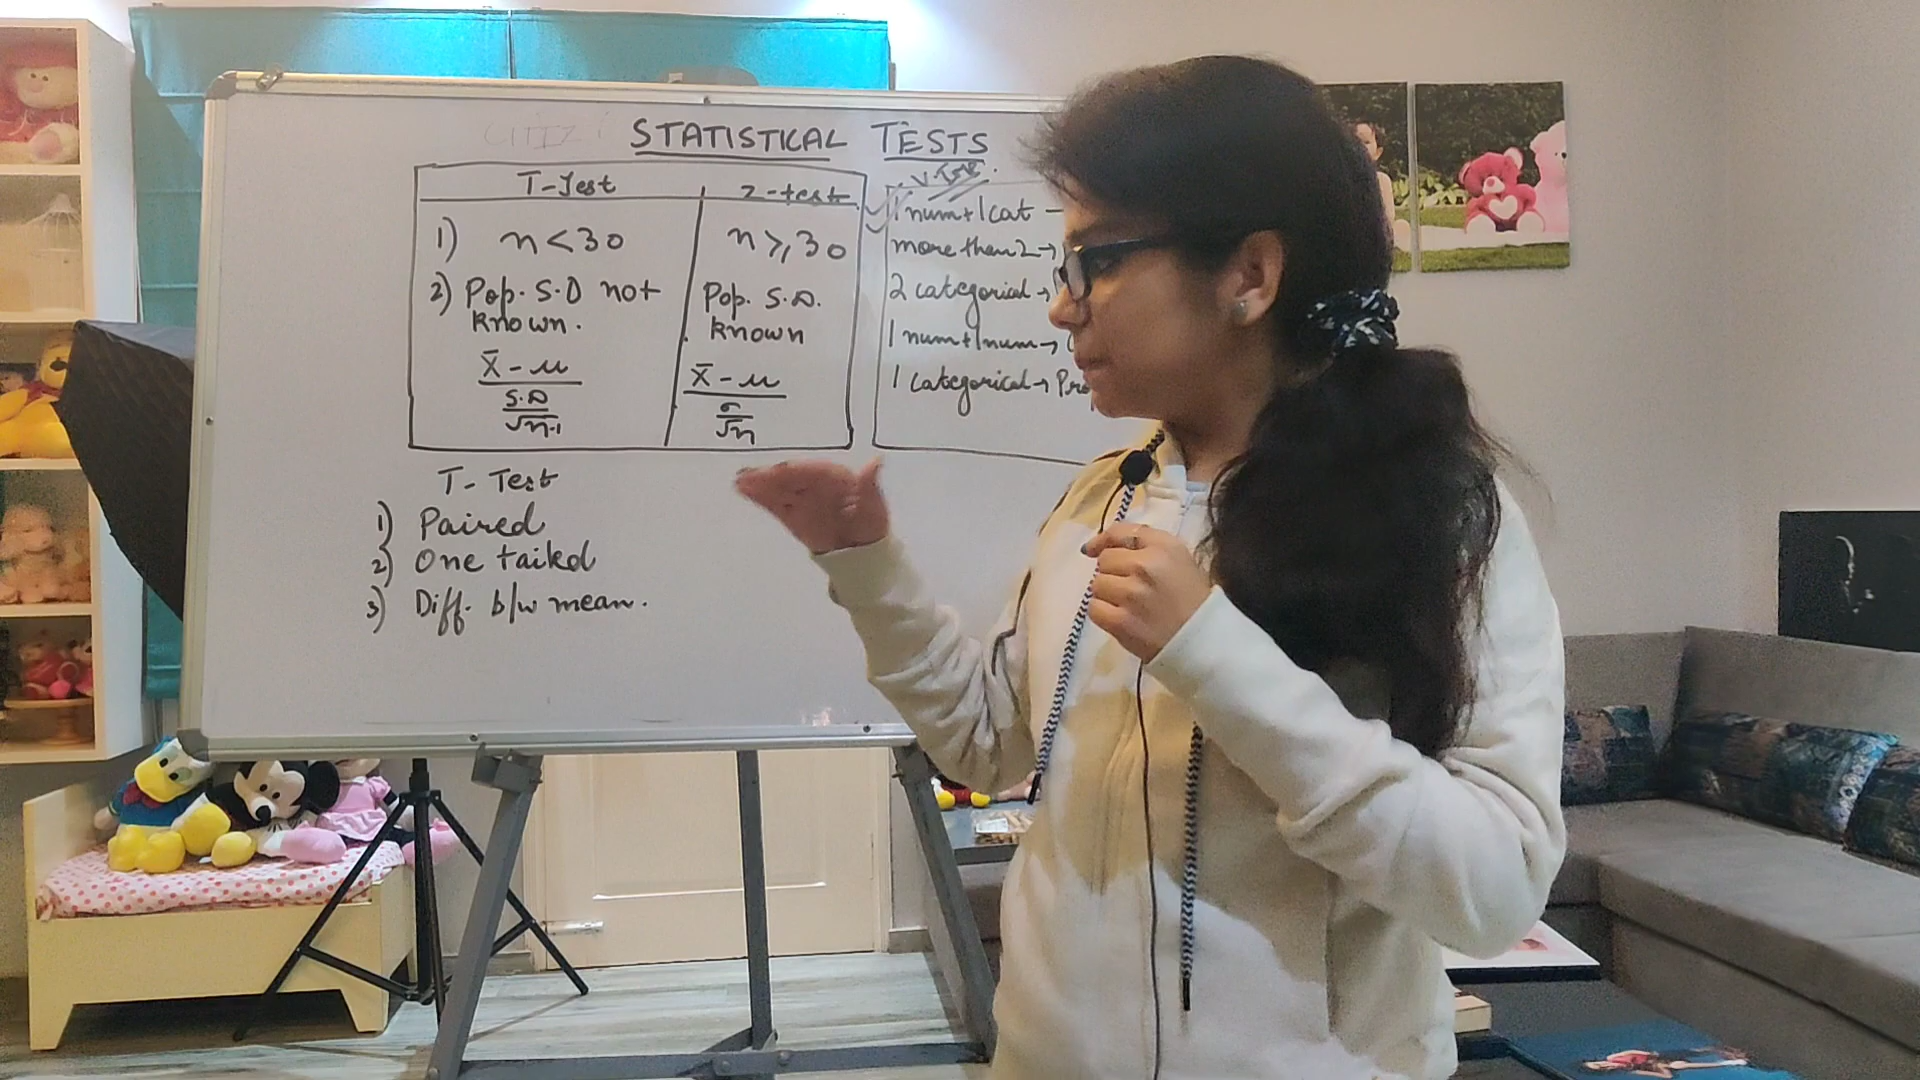 STATISTICAL TESTS
T-Test
Z-test
1) n < 30
n ≥ 30
2) Pop. S.D not known.
Pop. S.D. known
x̄ - μ
S.D
√n-1
x̄ - μ
σ
√n
1 num + 1 cat →
more than 2 →
2 categorial →
1 num + 1 num →
1 categorical →
T- Test
1) Paired
2) One tailed
3) Diff. b/w mean.